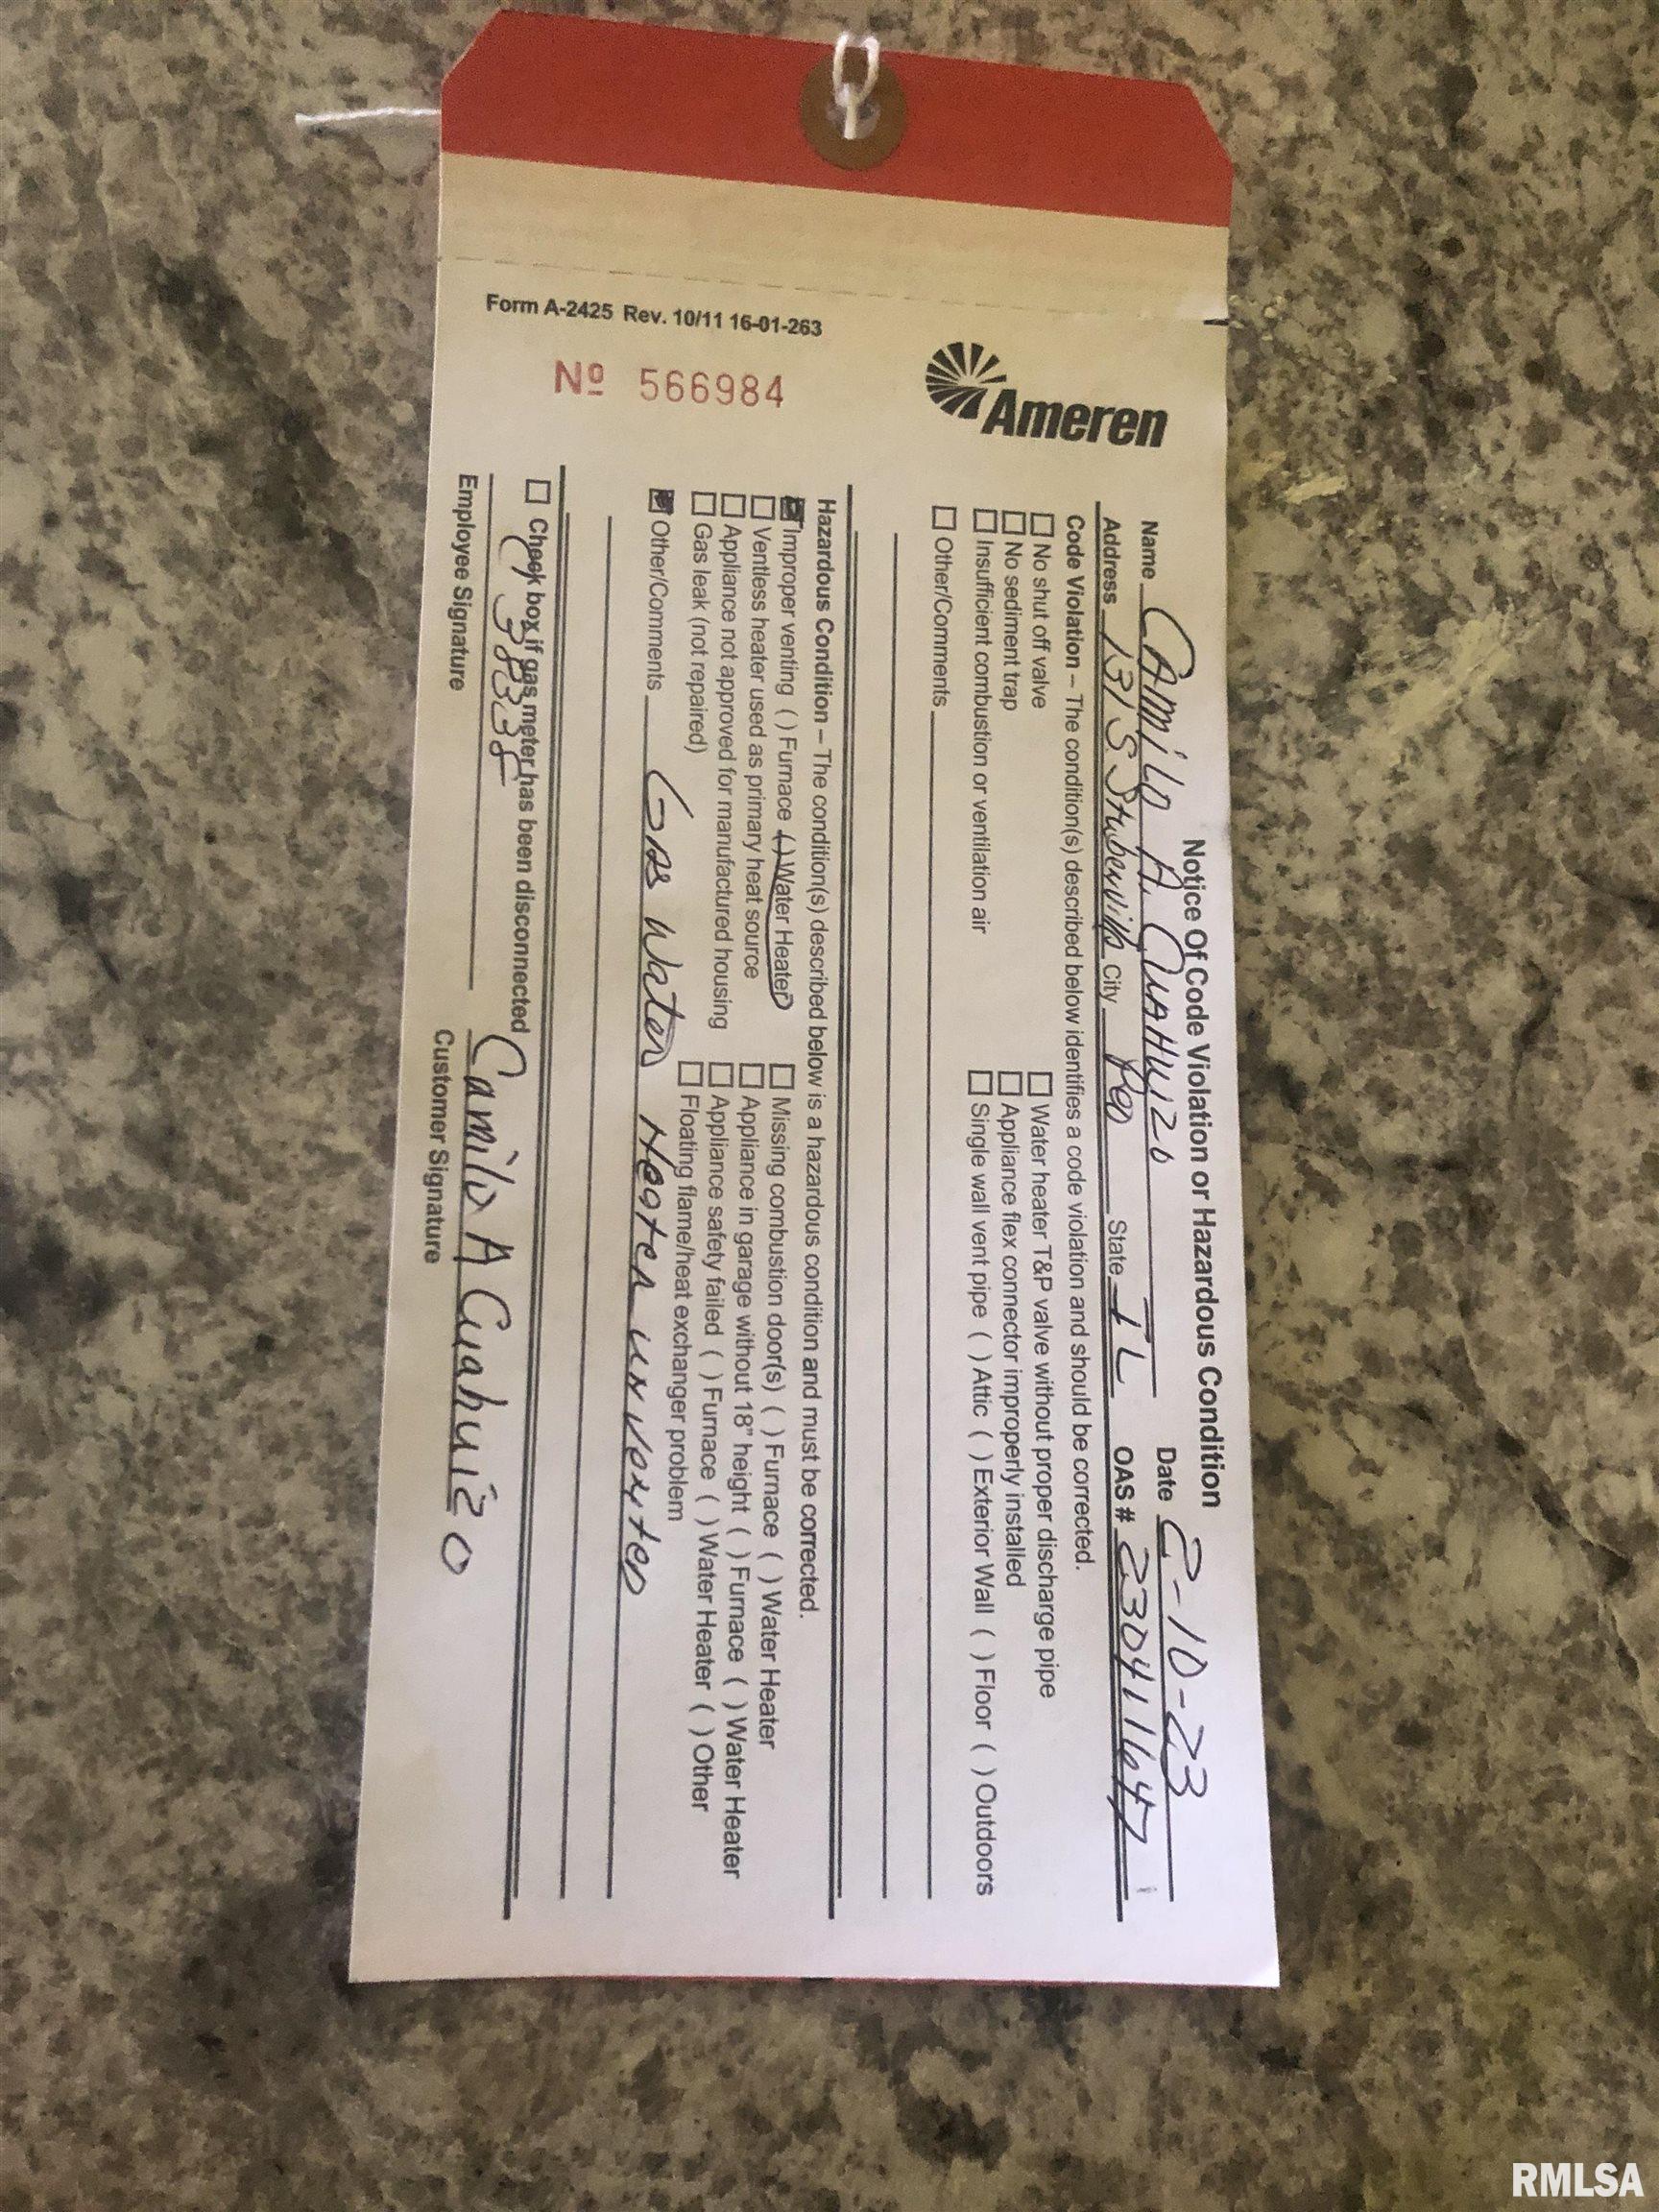 Ameren
Form A-2425 Rev. 10/11 16-01-263
Nº 566984
Notice Of Code Violation or Hazardous Condition
Name Camilo A. Cuahuizo Date 2-10-23
Address 131 S. Stubenville City Peo State IL OAS # 230411647
Code Violation – The condition(s) described below identifies a code violation and should be corrected.
No shut off valve
No sediment trap
Insufficient combustion or ventilation air
Other/Comments
Water heater T&P valve without proper discharge pipe
Appliance flex connector improperly installed
Single wall vent pipe ( ) Attic ( ) Exterior Wall ( ) Floor ( ) Outdoors
Hazardous Condition – The condition(s) described below is a hazardous condition and must be corrected.
Improper venting ( ) Furnace ( ) Water Heater
Ventless heater used as primary heat source
Appliance not approved for manufactured housing
Gas leak (not repaired)
Missing combustion door(s) ( ) Furnace ( ) Water Heater
Appliance in garage without 18" height ( ) Furnace ( ) Water Heater
Appliance safety failed ( ) Furnace ( ) Water Heater ( ) Other
Floating flame/heat exchanger problem
Other/Comments Gas Water Heater unvented
Check box if gas meter has been disconnected
38338
Camilo A Cuahuizo
Employee Signature
Customer Signature
RMLSA